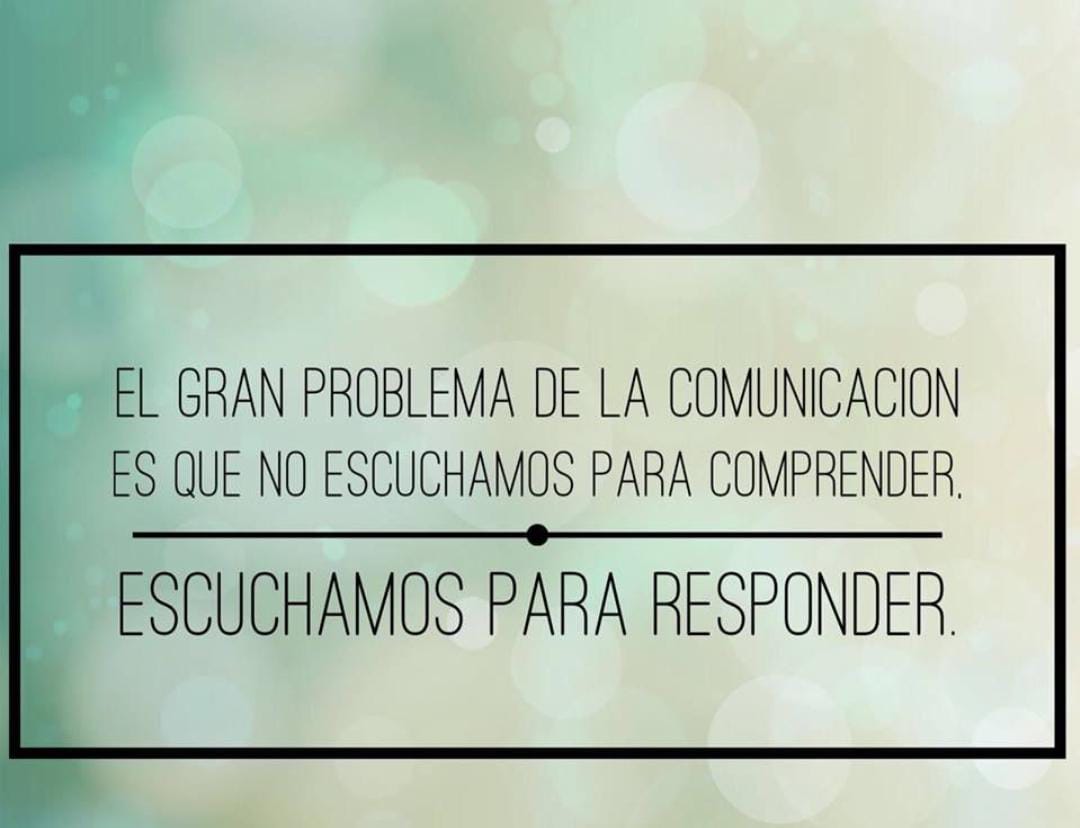 EL GRAN PROBLEMA DE LA COMUNICACION
ES QUE NO ESCUCHAMOS PARA COMPRENDER,
ESCUCHAMOS PARA RESPONDER.